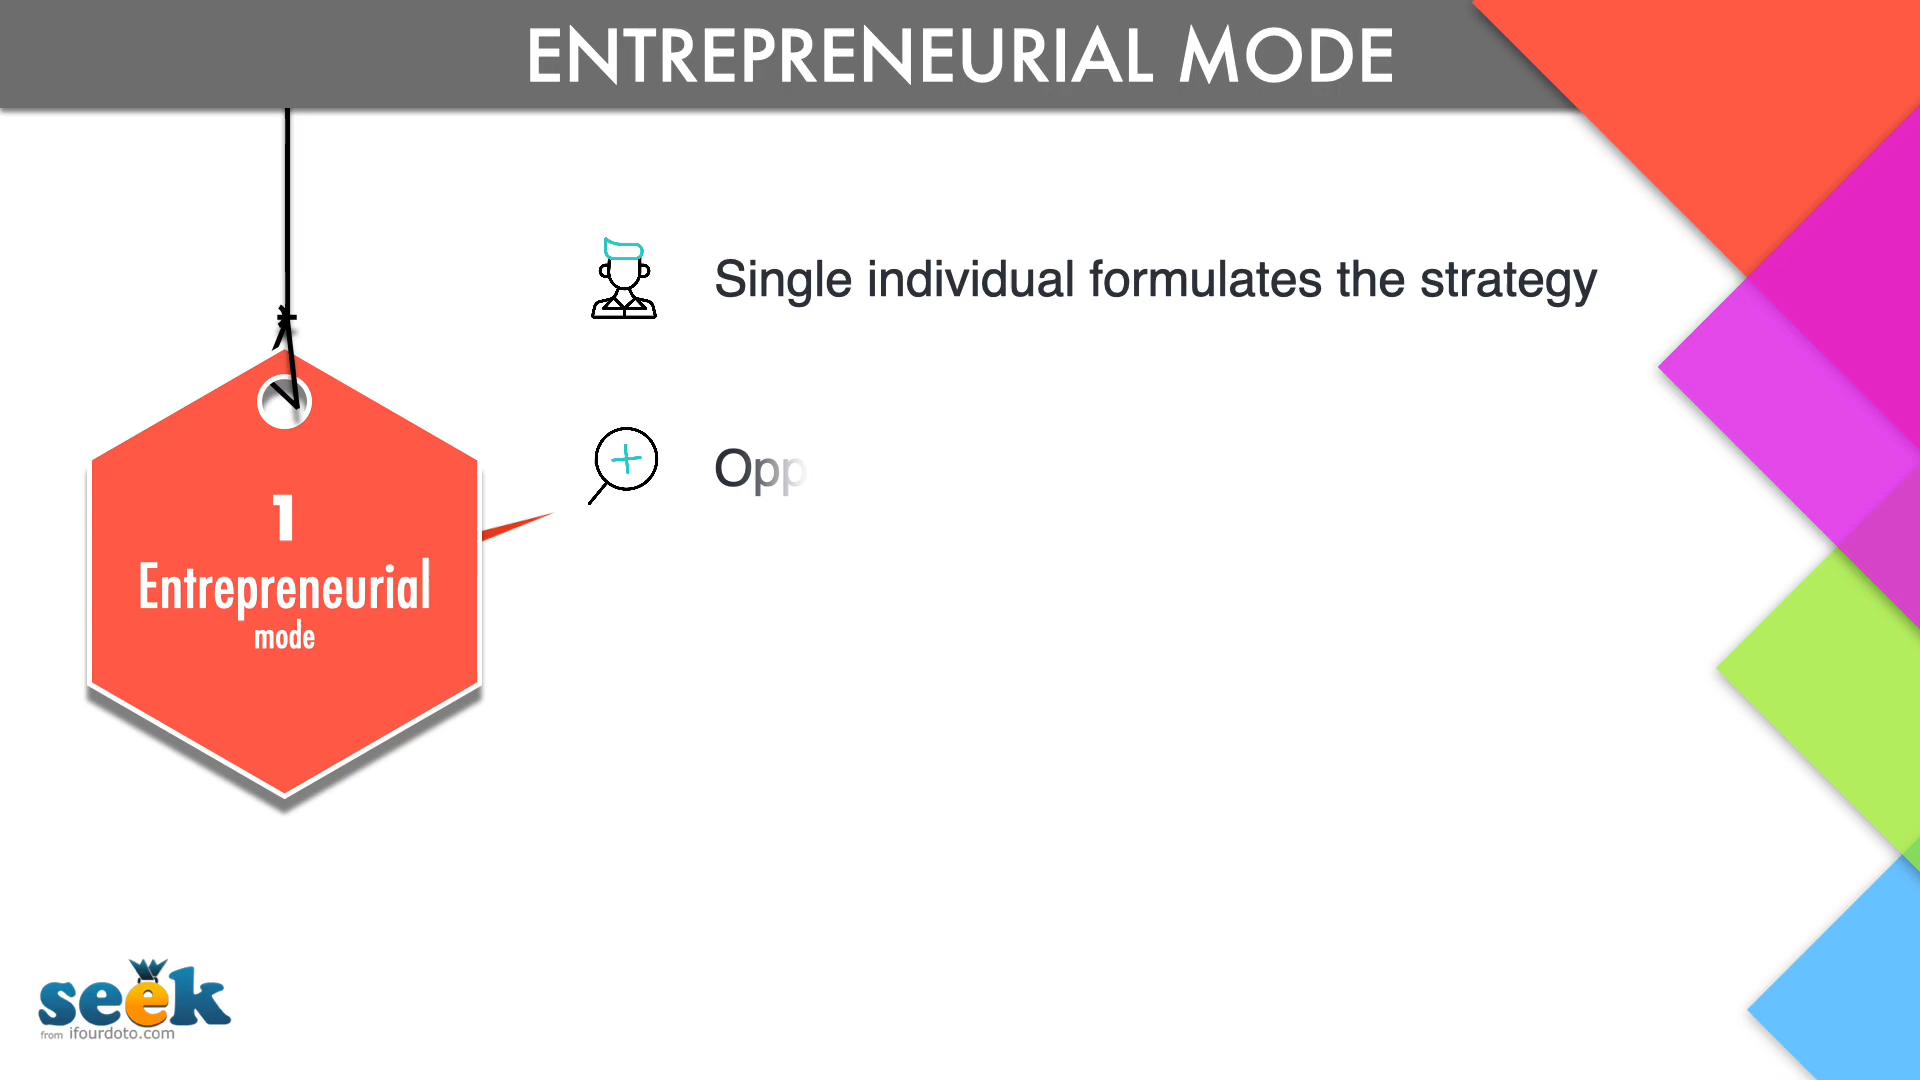 ENTREPRENEURIAL MODE
Single individual formulates the strategy
Opp
1
Entrepreneurial
mode
seek
from ifourdoto.com